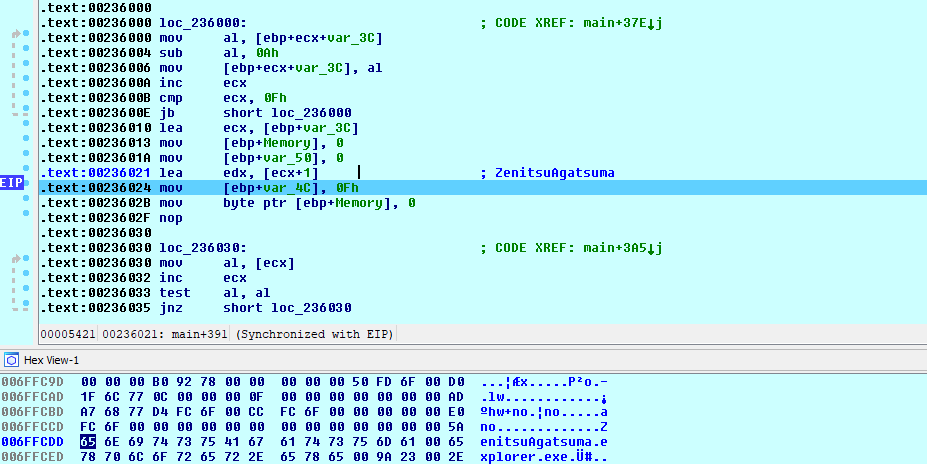 .text:00236000
.text:00236000 loc_236000: ; CODE XREF: main+37E↓j
.text:00236000 mov al, [ebp+ecx+var_3C]
.text:00236004 sub al, 0Ah
.text:00236006 mov [ebp+ecx+var_3C], al
.text:0023600A inc ecx
.text:0023600B cmp ecx, 0Fh
.text:0023600E jb short loc_236000
.text:00236010 lea ecx, [ebp+var_3C]
.text:00236013 mov [ebp+Memory], 0
.text:0023601A mov [ebp+var_50], 0
.text:00236021 lea edx, [ecx+1] ; ZenitsuAgatsuma
EIP .text:00236024 mov [ebp+var_4C], 0Fh
.text:0023602B mov byte ptr [ebp+Memory], 0
.text:0023602F nop
.text:00236030
.text:00236030 loc_236030: ; CODE XREF: main+3A5↓j
.text:00236030 mov al, [ecx]
.text:00236032 inc ecx
.text:00236033 test al, al
.text:00236035 jnz short loc_236030
00005421 00236021: main+391 (Synchronized with EIP)
Hex View-1
006FFC9D 00 00 00 B0 92 78 00 00 00 00 00 50 FD 6F 00 D0 ...¦Æx.....P²o.-
006FFCAD 1F 6C 77 0C 00 00 00 0F 00 00 00 00 00 00 00 AD .lw............¡
006FFCBD A7 68 77 D4 FC 6F 00 CC FC 6F 00 00 00 00 00 E0 ºhw+no.¦no.....a
006FFCCD FC 6F 00 00 00 00 00 00 00 00 00 00 00 00 00 5A no.............Z
006FFCDD 65 6E 69 74 73 75 41 67 61 74 73 75 6D 61 00 65 enitsuAgatsuma.e
006FFCED 78 70 6C 6F 72 65 72 2E 65 78 65 00 9A 23 00 2E xplorer.exe.Ü#..